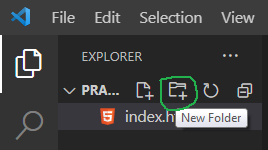 File Edit Selection View
EXPLORER ...
PRA...
index.h
New Folder